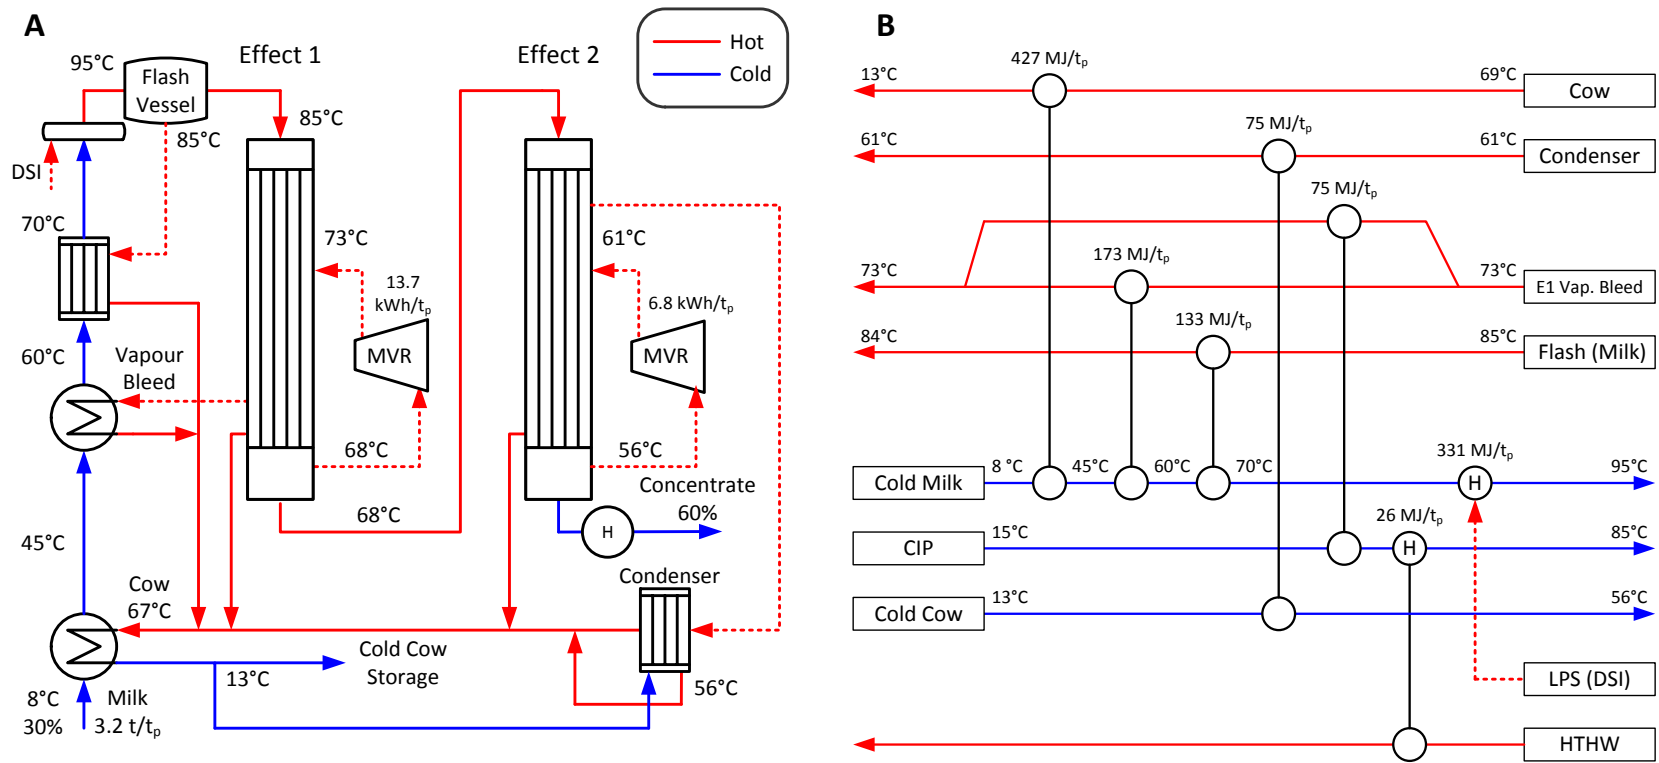 A
95°C
Flash
Vessel
Effect 1
Effect 2
Hot
Cold
85°C
85°C
DSI
70°C
73°C
61°C
13.7
kWh/tp
6.8 kWh/tp
MVR
MVR
60°C
Vapour
Bleed
68°C
56°C
Concentrate
60%
68°C
H
45°C
Cow
67°C
Condenser
Cold Cow
Storage
13°C
56°C
8°C
30%
Milk
3.2 t/tp
B
427 MJ/tp
13°C
69°C
Cow
75 MJ/tp
61°C
61°C
Condenser
75 MJ/tp
173 MJ/tp
73°C
73°C
E1 Vap. Bleed
133 MJ/tp
84°C
85°C
Flash (Milk)
331 MJ/tp
Cold Milk
8 °C
45°C
60°C
70°C
H
95°C
26 MJ/tp
CIP
15°C
H
85°C
Cold Cow
13°C
56°C
LPS (DSI)
HTHW